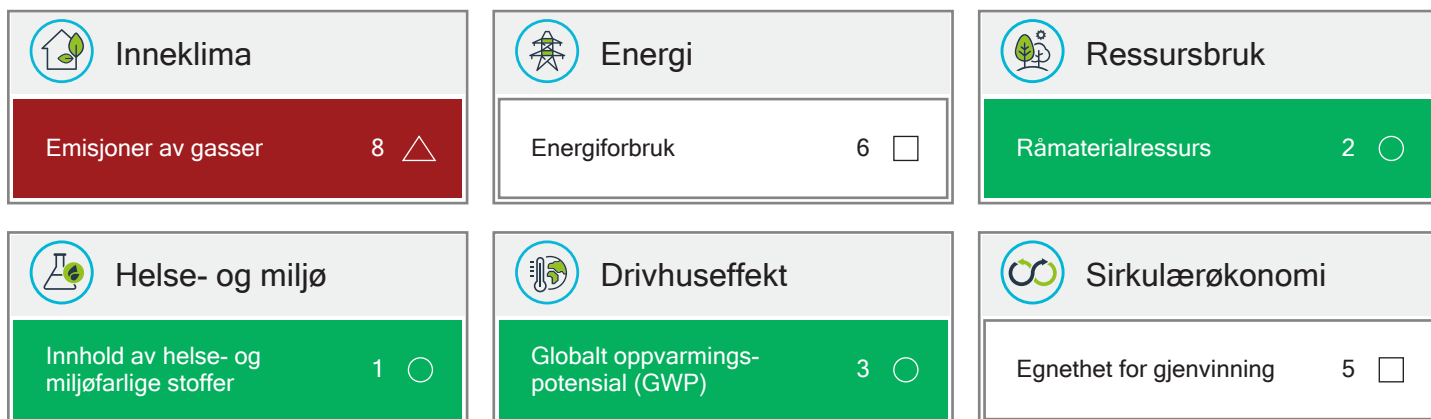 Inneklima
Emisjoner av gasser 8
Energi
Energiforbruk 6
Ressursbruk
Råmaterialressurs 2
Helse- og miljø
Innhold av helse- og
miljøfarlige stoffer 1
Drivhuseffekt
Globalt oppvarmings-
potensial (GWP) 3
Sirkulærøkonomi
Egnethet for gjenvinning 5